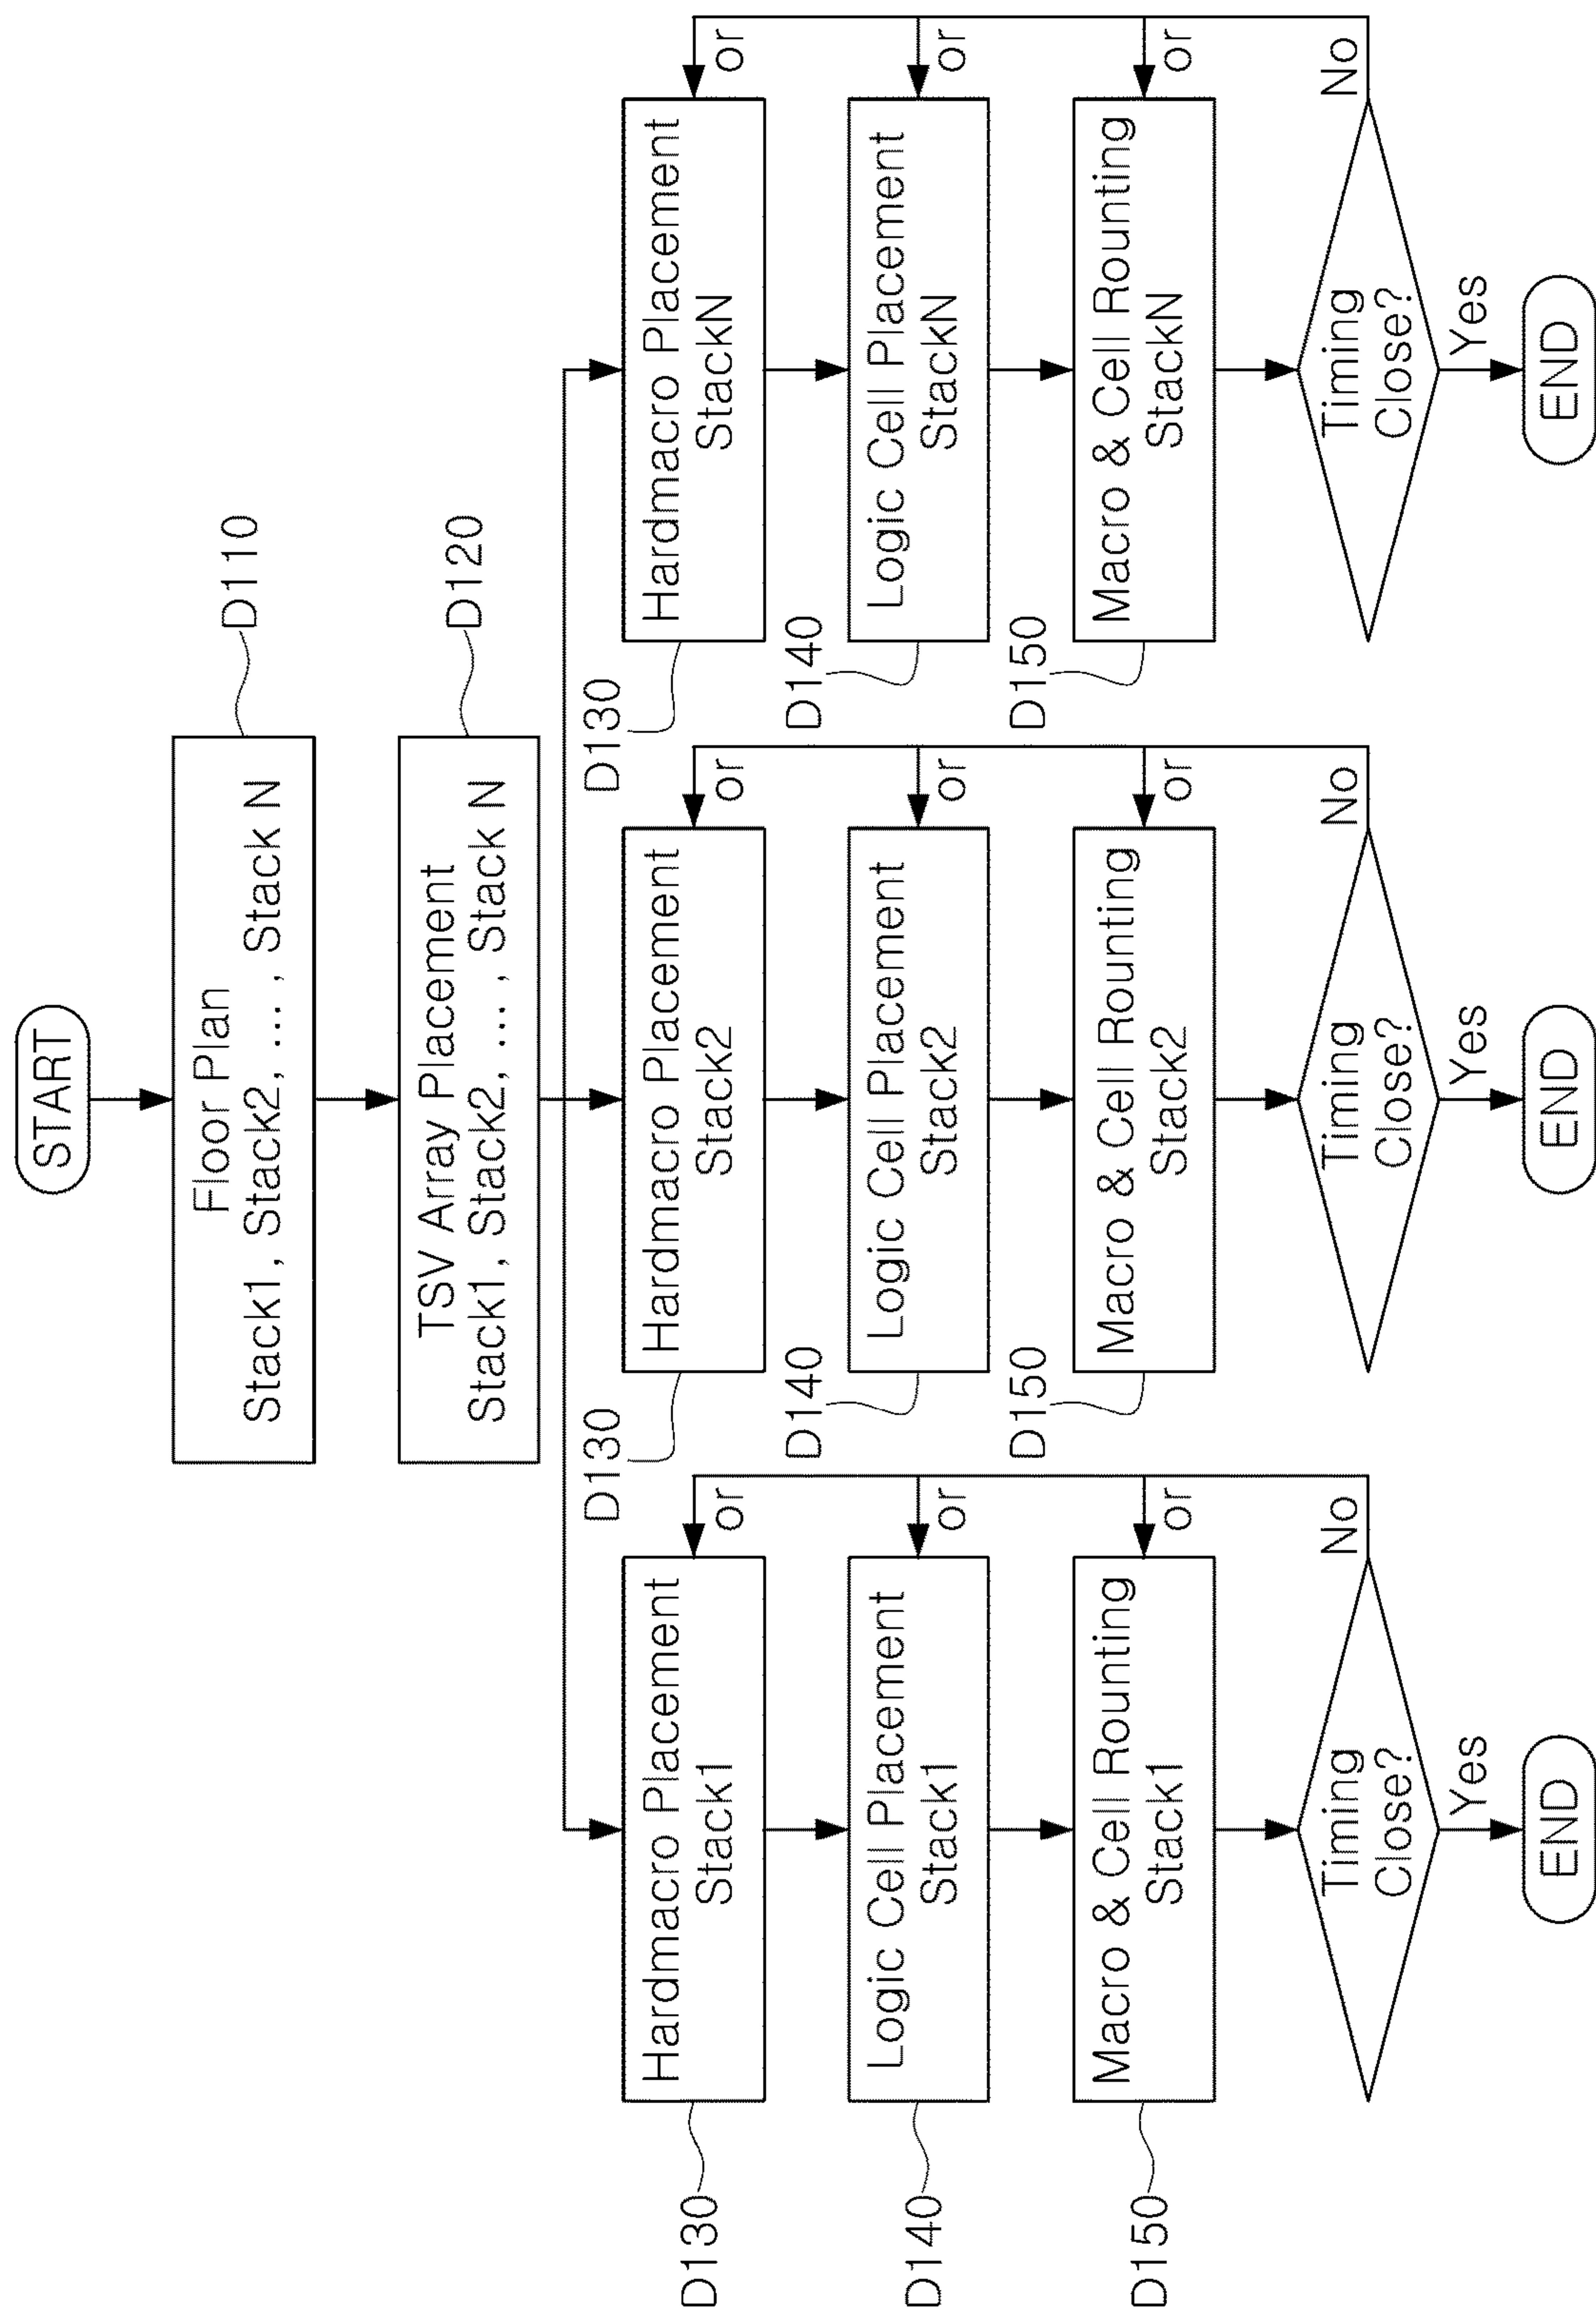 START
Floor Plan
Stack1, Stack2, ... , Stack N
D110
TSV Array Placement
Stack1, Stack2, ... , Stack N
D120
D130
Hardmacro Placement
Stack1
or
D140
Logic Cell Placement
Stack1
or
D150
Macro & Cell Rounting
Stack1
or
Timing
Close?
No
Yes
END
D130
Hardmacro Placement
Stack2
or
D140
Logic Cell Placement
Stack2
or
D150
Macro & Cell Rounting
Stack2
or
Timing
Close?
No
Yes
END
D130
Hardmacro Placement
StackN
or
D140
Logic Cell Placement
StackN
or
D150
Macro & Cell Rounting
StackN
or
Timing
Close?
No
Yes
END